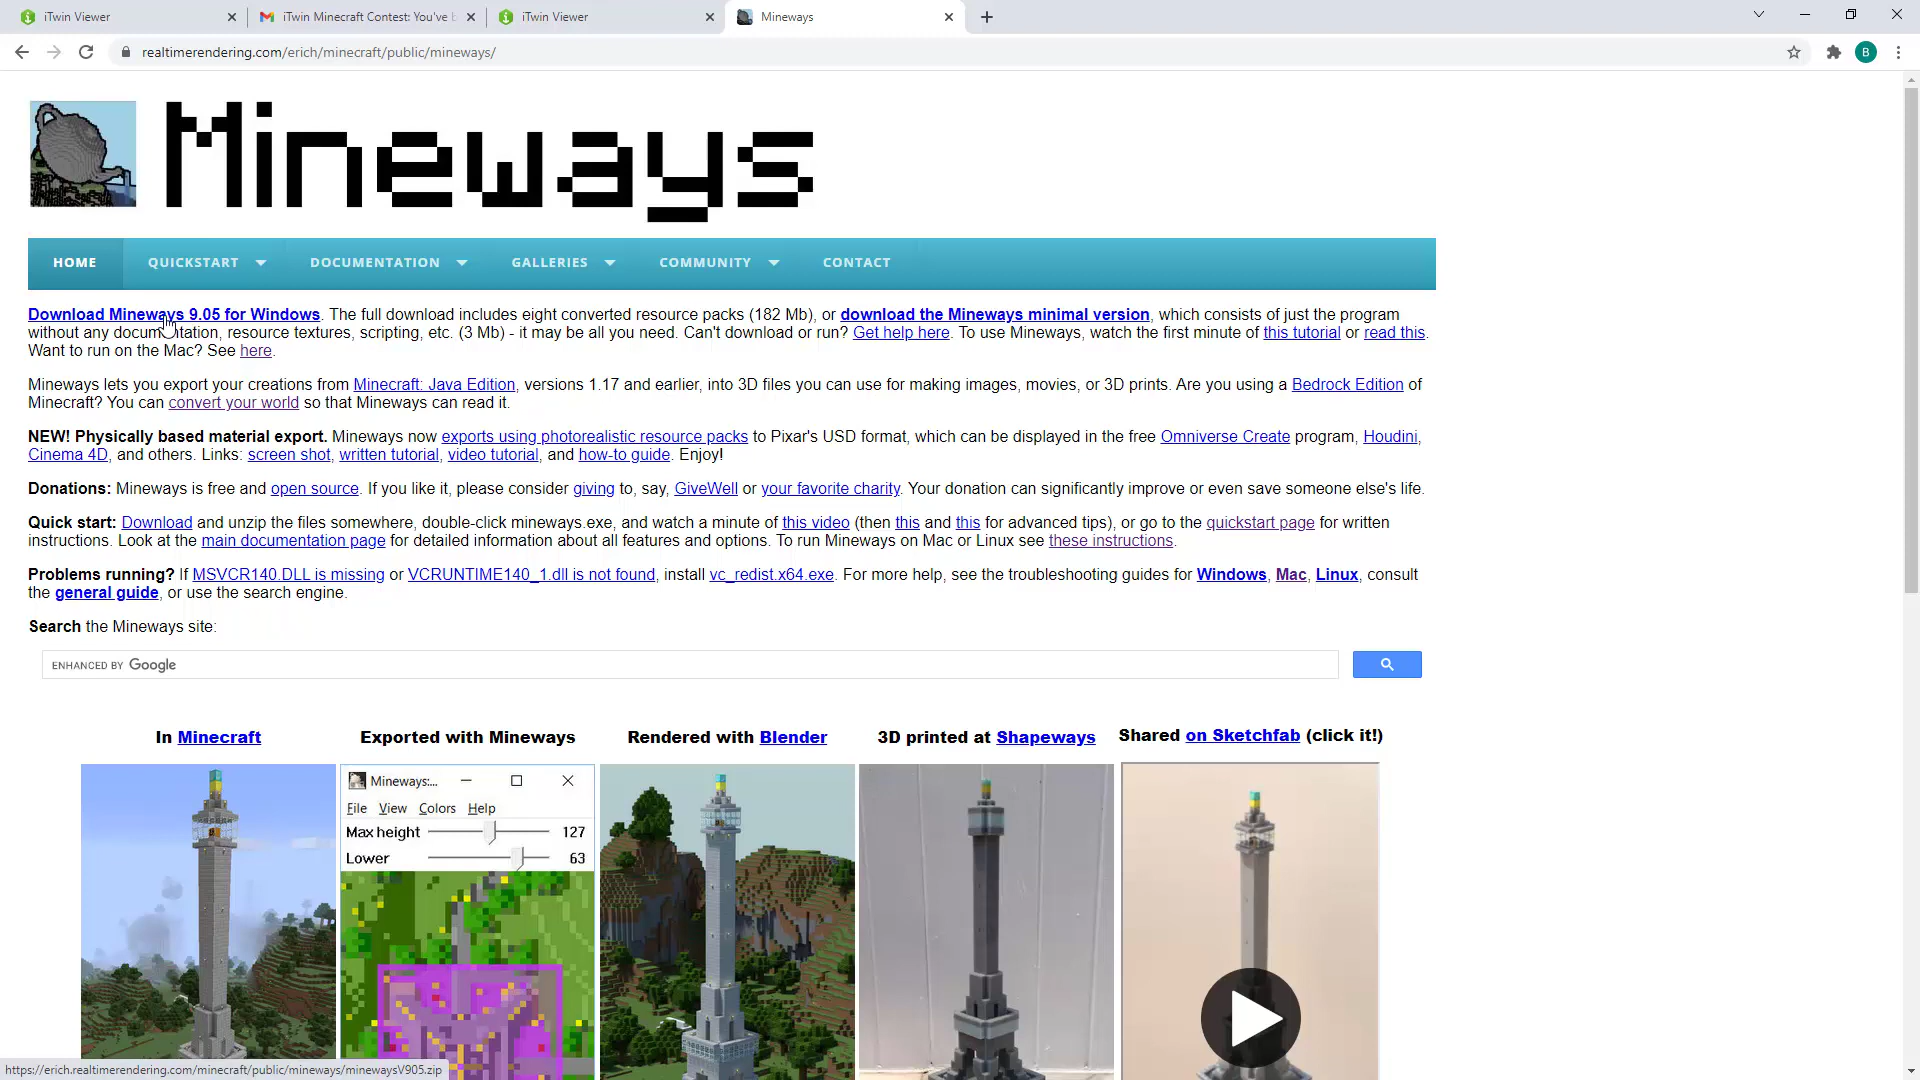 iTwin Viewer
iTwin Minecraft Contest: You've b
iTwin Viewer
Mineways
realtimerendering.com/erich/minecraft/public/mineways/
B
Mineways
HOME
QUICKSTART
DOCUMENTATION
GALLERIES
COMMUNITY
CONTACT
Download Mineways 9.05 for Windows. The full download includes eight converted resource packs (182 Mb), or download the Mineways minimal version, which consists of just the program
without any documentation, resource textures, scripting, etc. (3 Mb) - it may be all you need. Can't download or run? Get help here. To use Mineways, watch the first minute of this tutorial or read this.
Want to run on the Mac? See here.
Mineways lets you export your creations from Minecraft: Java Edition, versions 1.17 and earlier, into 3D files you can use for making images, movies, or 3D prints. Are you using a Bedrock Edition of
Minecraft? You can convert your world so that Mineways can read it.
NEW! Physically based material export. Mineways now exports using photorealistic resource packs to Pixar's USD format, which can be displayed in the free Omniverse Create program, Houdini,
Cinema 4D, and others. Links: screen shot, written tutorial, video tutorial, and how-to guide. Enjoy!
Donations: Mineways is free and open source. If you like it, please consider giving to, say, GiveWell or your favorite charity. Your donation can significantly improve or even save someone else's life.
Quick start: Download and unzip the files somewhere, double-click mineways.exe, and watch a minute of this video (then this and this for advanced tips), or go to the quickstart page for written
instructions. Look at the main documentation page for detailed information about all features and options. To run Mineways on Mac or Linux see these instructions.
Problems running? If MSVCR140.DLL is missing or VCRUNTIME140_1.dll is not found, install vc_redist.x64.exe. For more help, see the troubleshooting guides for Windows, Mac, Linux, consult
the general guide, or use the search engine.
Search the Mineways site:
ENHANCED BY Google
In Minecraft
Exported with Mineways
Rendered with Blender
3D printed at Shapeways
Shared on Sketchfab (click it!)
Mineways:...
File View Colors Help
Max height 127
Lower 63
https://erich.realtimerendering.com/minecraft/public/mineways/minewaysV905.zip